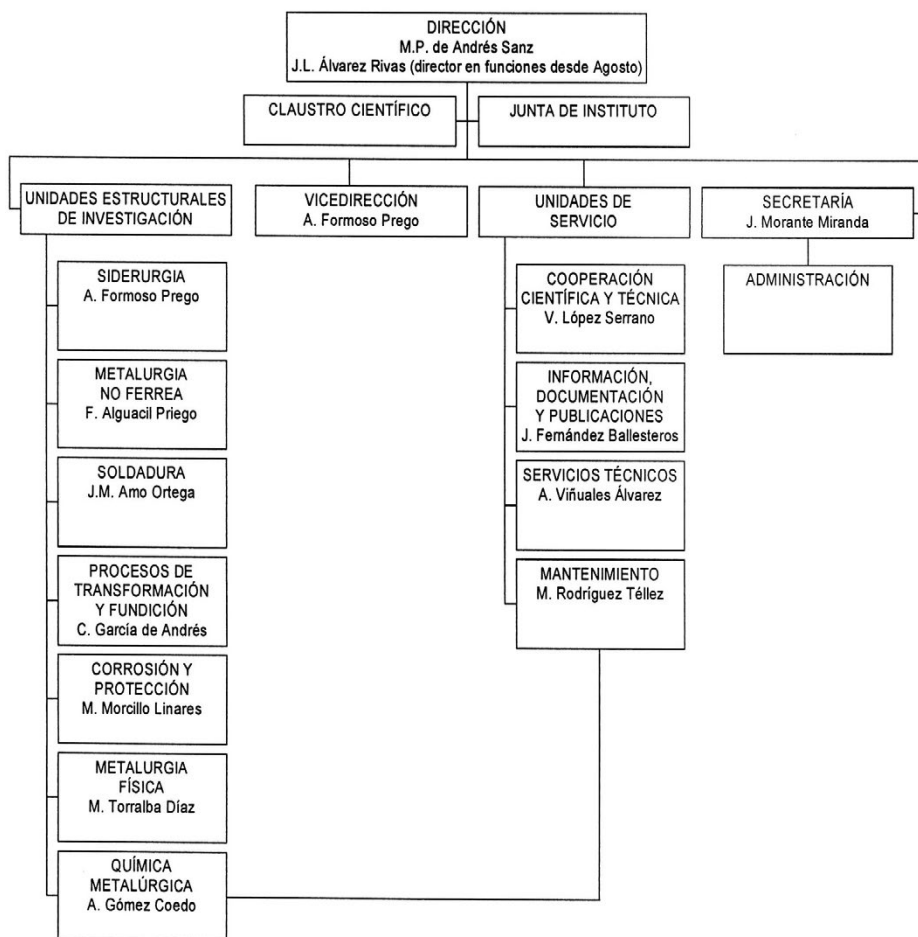 DIRECCIÓN
M.P. de Andrés Sanz
J.L. Álvarez Rivas (director en funciones desde Agosto)
CLAUSTRO CIENTÍFICO
JUNTA DE INSTITUTO
UNIDADES ESTRUCTURALES
DE INVESTIGACIÓN
VICEDIRECCIÓN
A. Formoso Prego
UNIDADES DE
SERVICIO
SECRETARÍA
J. Morante Miranda
SIDERURGIA
A. Formoso Prego
METALURGIA
NO FERREA
F. Alguacil Priego
SOLDADURA
J.M. Amo Ortega
PROCESOS DE
TRANSFORMACIÓN
Y FUNDICIÓN
C. García de Andrés
CORROSIÓN Y
PROTECCIÓN
M. Morcillo Linares
METALURGIA
FÍSICA
M. Torralba Díaz
QUÍMICA
METALÚRGICA
A. Gómez Coedo
COOPERACIÓN
CIENTÍFICA Y TÉCNICA
V. López Serrano
INFORMACIÓN,
DOCUMENTACIÓN
Y PUBLICACIONES
J. Fernández Ballesteros
SERVICIOS TÉCNICOS
A. Viñuales Álvarez
MANTENIMIENTO
M. Rodríguez Téllez
ADMINISTRACIÓN